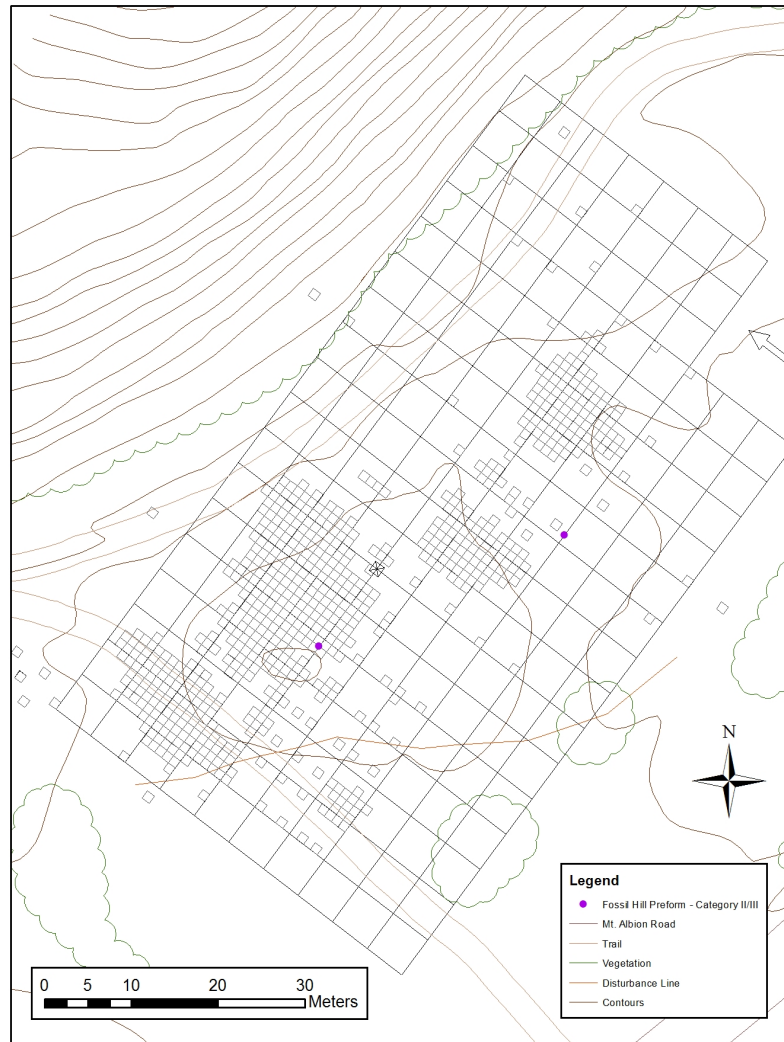 N
Legend
Fossil Hill Preform - Category II/III
Mt. Albion Road
Trail
Vegetation
Disturbance Line
Contours
0 5 10 20 30
Meters